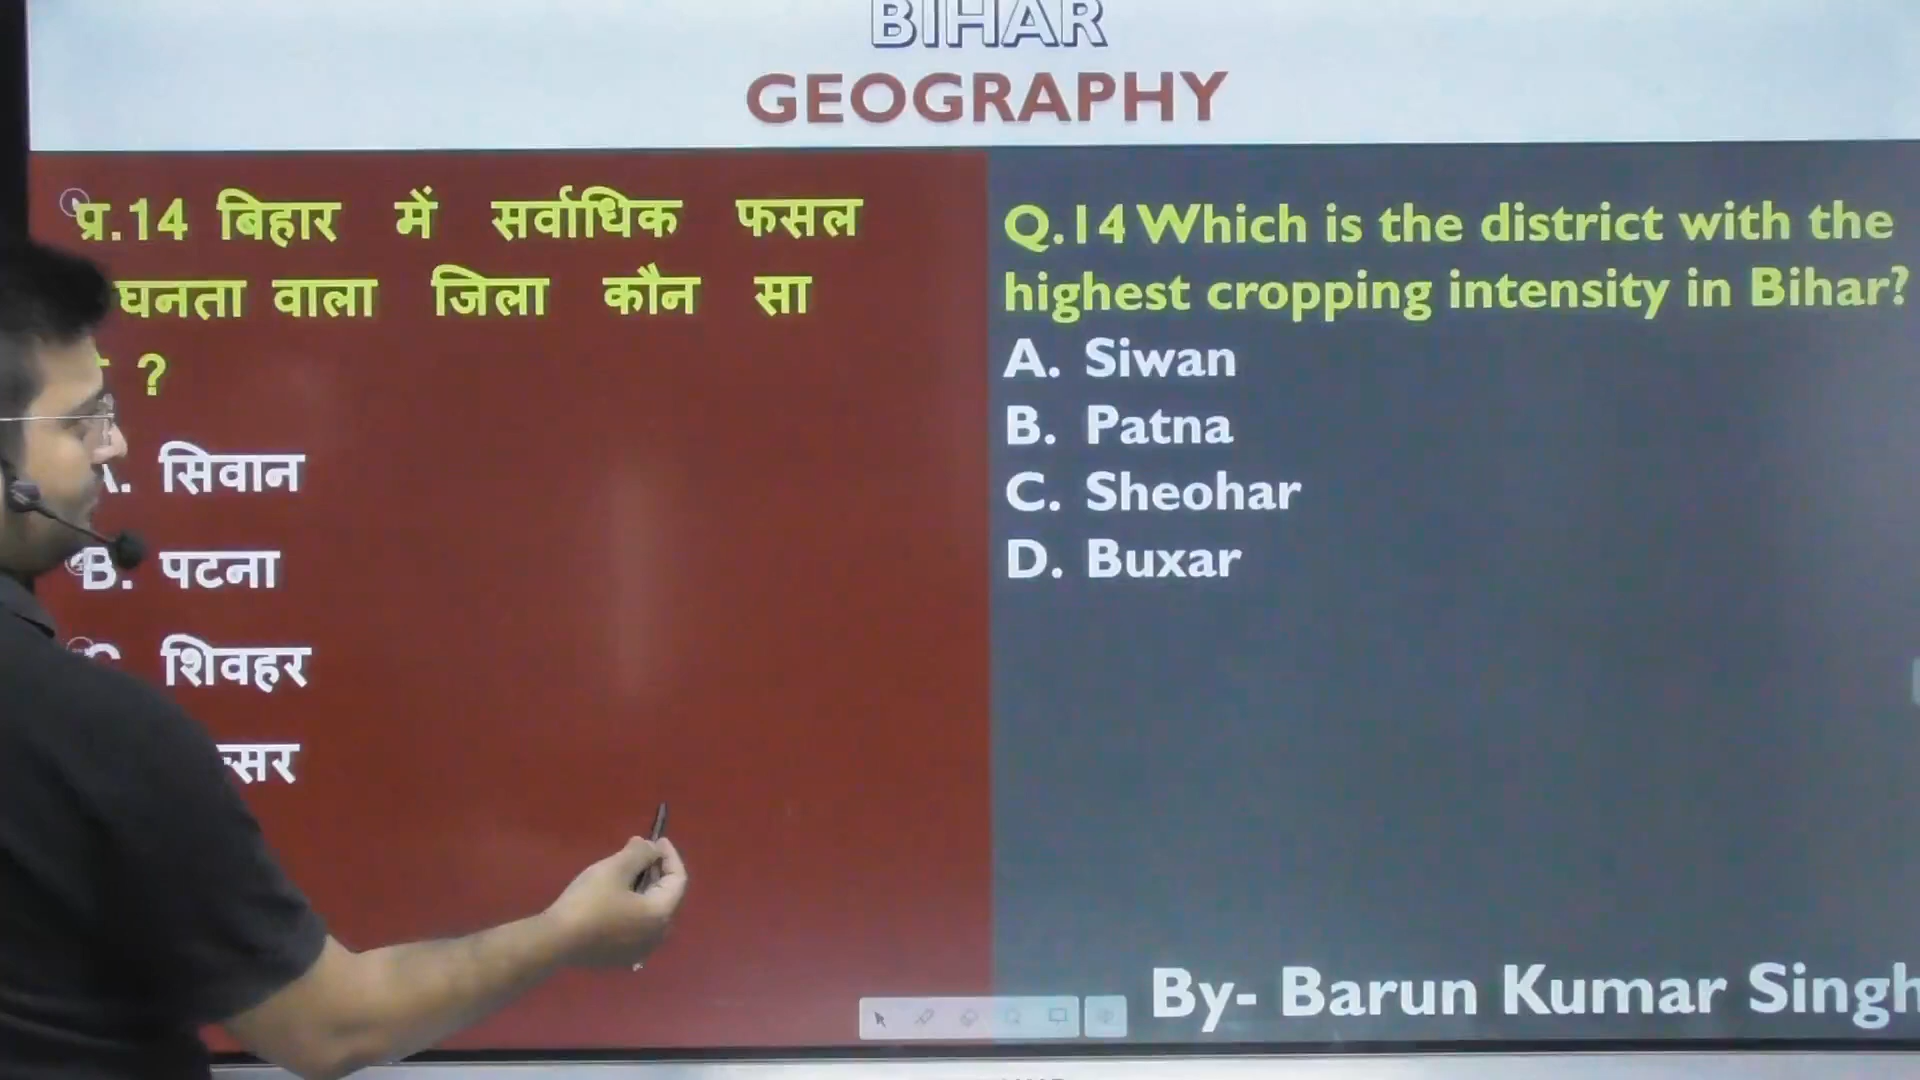 BIHAR
GEOGRAPHY
प्र.14 बिहार में सर्वाधिक फसल
घनता वाला जिला कौन सा
?
A. सिवान
B. पटना
C. शिवहर
Q.14 Which is the district with the
highest cropping intensity in Bihar?
A. Siwan
B. Patna
C. Sheohar
D. Buxar
By- Barun Kumar Singh